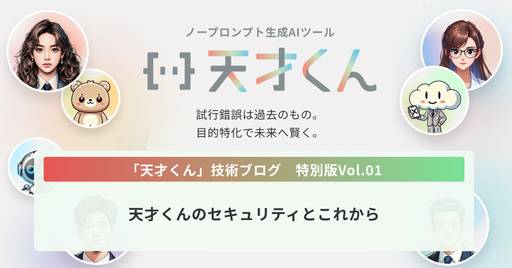 ノープロンプト生成AIツール
{··} 天才くん
試行錯誤は過去のもの。
目的特化で未来へ賢く。
「天才くん」技術ブログ　特別版Vol.01
天才くんのセキュリティとこれから